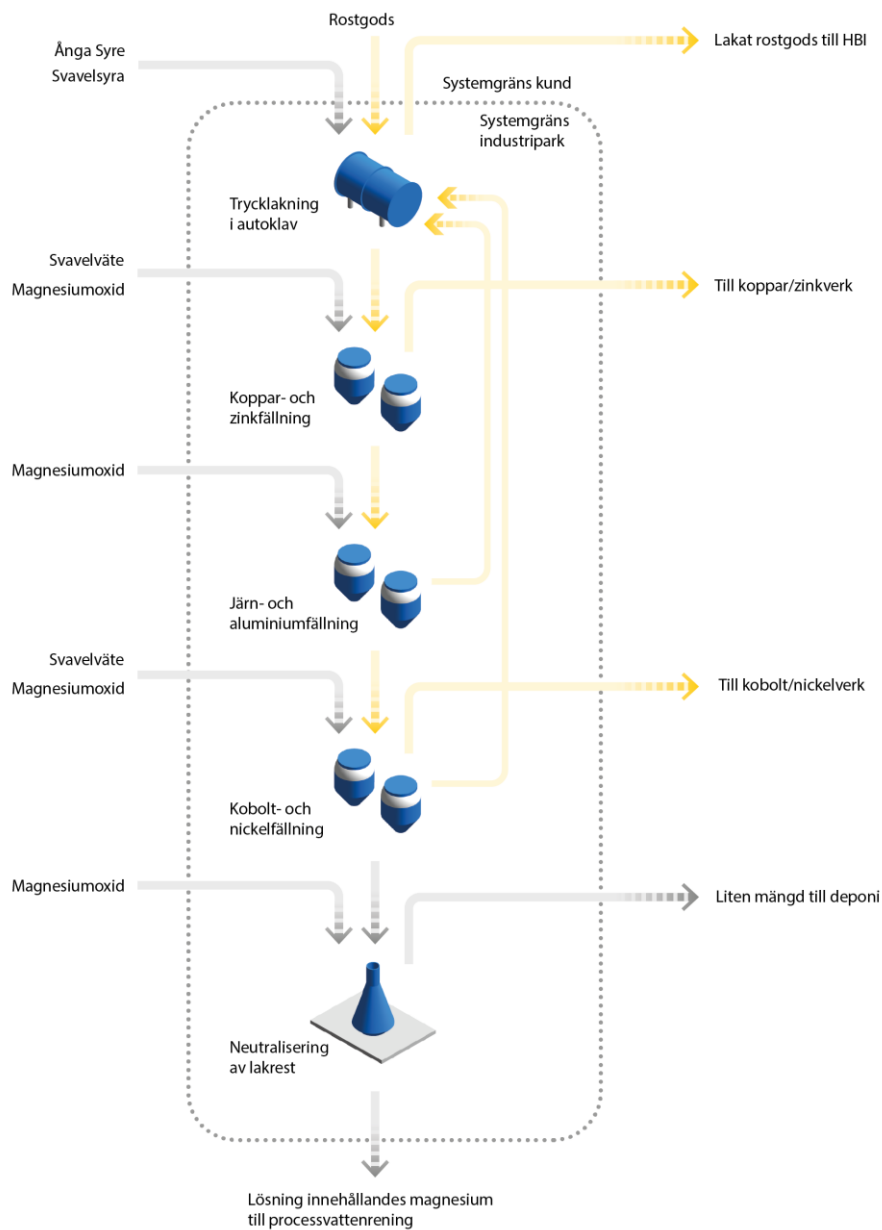 Rostgods
Lakat rostgods till HBI
Ånga Syre
Svavelsyra
Systemgräns kund
Systemgräns
industripark
Trycklakning
i autoklav
Svavelväte
Magnesiumoxid
Till koppar/zinkverk
Koppar- och
zinkfällning
Magnesiumoxid
Järn- och
aluminiumfällning
Svavelväte
Magnesiumoxid
Till kobolt/nickelverk
Kobolt- och
nickelfällning
Magnesiumoxid
Liten mängd till deponi
Neutralisering
av lakrest
Lösning innehållandes magnesium
till processvattenrening